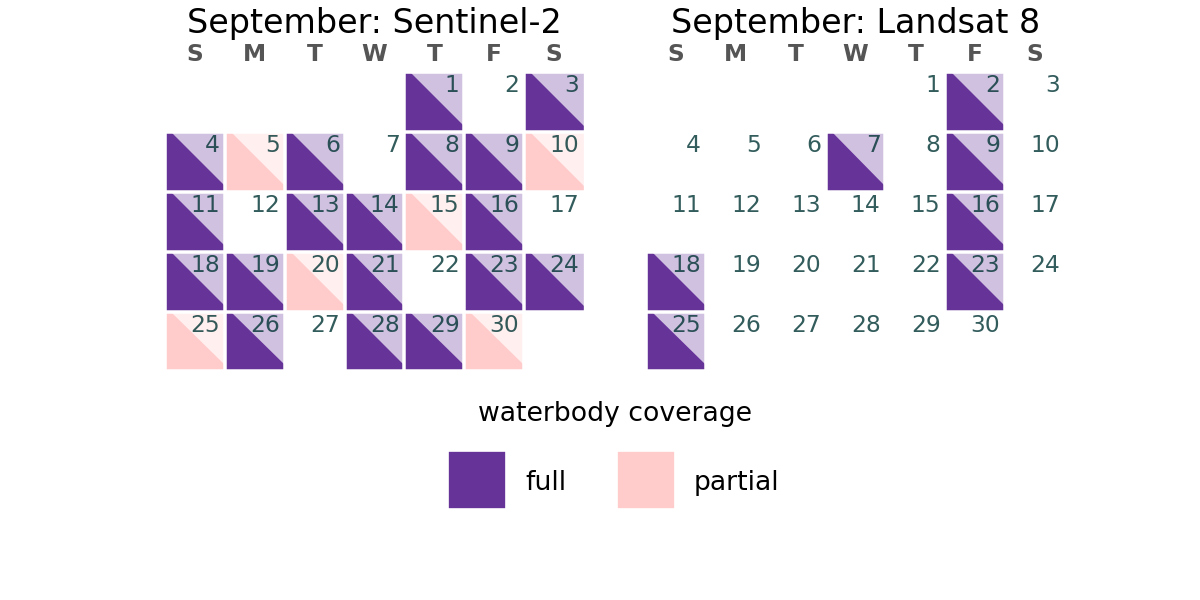 September: Sentinel-2
S M T W T F S
1 2 3
4 5 6 7 8 9 10
11 12 13 14 15 16 17
18 19 20 21 22 23 24
25 26 27 28 29 30
September: Landsat 8
S M T W T F S
1 2 3
4 5 6 7 8 9 10
11 12 13 14 15 16 17
18 19 20 21 22 23 24
25 26 27 28 29 30
waterbody coverage
full partial